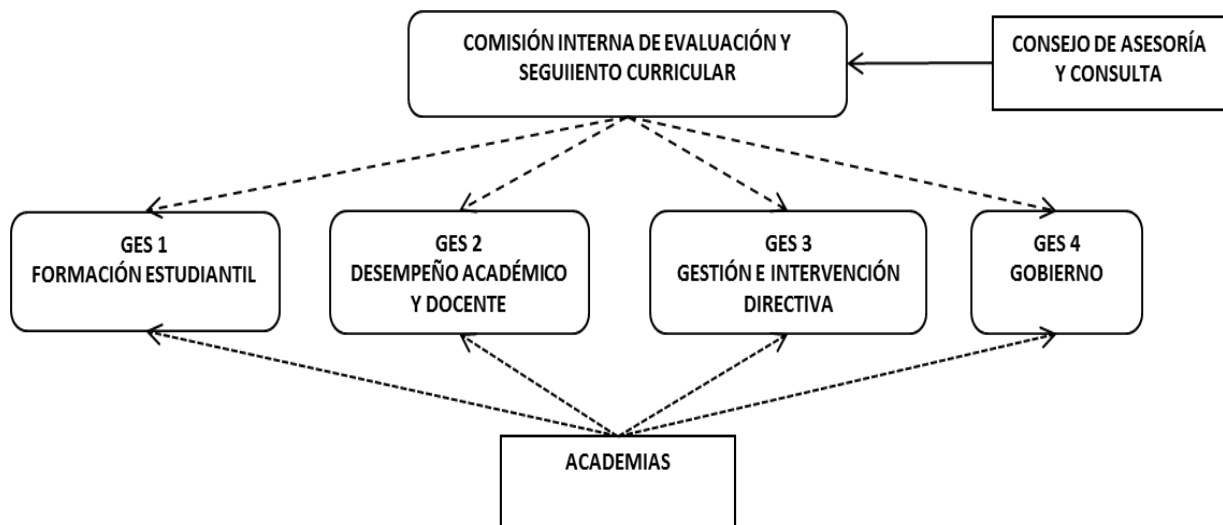 COMISIÓN INTERNA DE EVALUACIÓN Y
SEGUIIENTO CURRICULAR
CONSEJO DE ASESORÍA
Y CONSULTA
GES 1
FORMACIÓN ESTUDIANTIL
GES 2
DESEMPEÑO ACADÉMICO
Y DOCENTE
GES 3
GESTIÓN E INTERVENCIÓN
DIRECTIVA
GES 4
GOBIERNO
ACADEMIAS